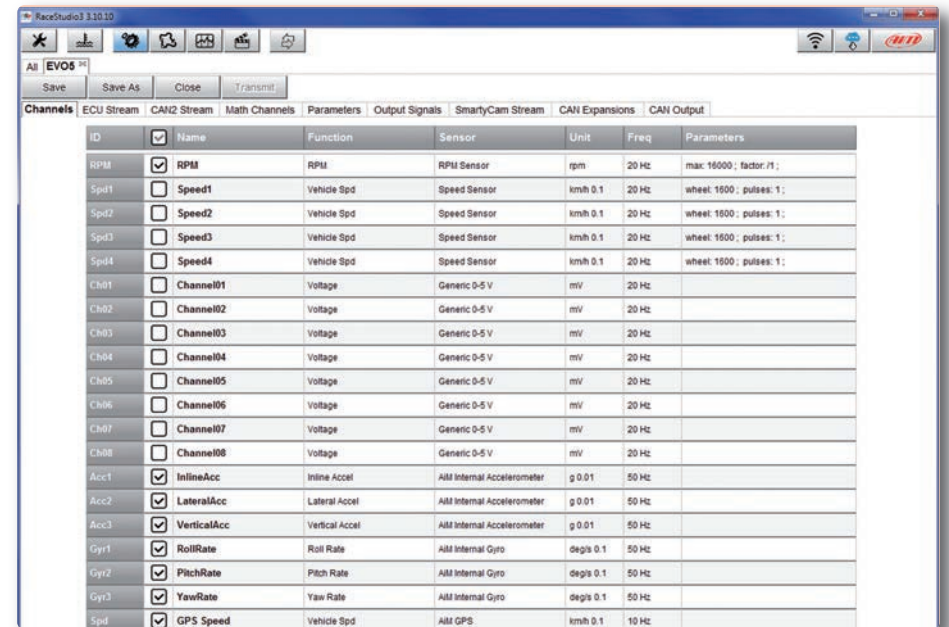 RaceStudio3 3.10.10
AiM
All EVO5
Save Save As Close Transmit
Channels ECU Stream CAN2 Stream Math Channels Parameters Output Signals SmartyCam Stream CAN Expansions CAN Output
ID Name Function Sensor Unit Freq Parameters
RPM RPM RPM RPM Sensor rpm 20 Hz max: 16000 ; factor: /1 ;
Spd1 Speed1 Vehicle Spd Speed Sensor km/h 0.1 20 Hz wheel: 1600 ; pulses: 1 ;
Spd2 Speed2 Vehicle Spd Speed Sensor km/h 0.1 20 Hz wheel: 1600 ; pulses: 1 ;
Spd3 Speed3 Vehicle Spd Speed Sensor km/h 0.1 20 Hz wheel: 1600 ; pulses: 1 ;
Spd4 Speed4 Vehicle Spd Speed Sensor km/h 0.1 20 Hz wheel: 1600 ; pulses: 1 ;
Ch01 Channel01 Voltage Generic 0-5 V mV 20 Hz
Ch02 Channel02 Voltage Generic 0-5 V mV 20 Hz
Ch03 Channel03 Voltage Generic 0-5 V mV 20 Hz
Ch04 Channel04 Voltage Generic 0-5 V mV 20 Hz
Ch05 Channel05 Voltage Generic 0-5 V mV 20 Hz
Ch06 Channel06 Voltage Generic 0-5 V mV 20 Hz
Ch07 Channel07 Voltage Generic 0-5 V mV 20 Hz
Ch08 Channel08 Voltage Generic 0-5 V mV 20 Hz
Acc1 InlineAcc Inline Accel AiM Internal Accelerometer g 0.01 50 Hz
Acc2 LateralAcc Lateral Accel AiM Internal Accelerometer g 0.01 50 Hz
Acc3 VerticalAcc Vertical Accel AiM Internal Accelerometer g 0.01 50 Hz
Gyr1 RollRate Roll Rate AiM Internal Gyro deg/s 0.1 50 Hz
Gyr2 PitchRate Pitch Rate AiM Internal Gyro deg/s 0.1 50 Hz
Gyr3 YawRate Yaw Rate AiM Internal Gyro deg/s 0.1 50 Hz
Spd GPS Speed Vehicle Spd AiM GPS km/h 0.1 10 Hz